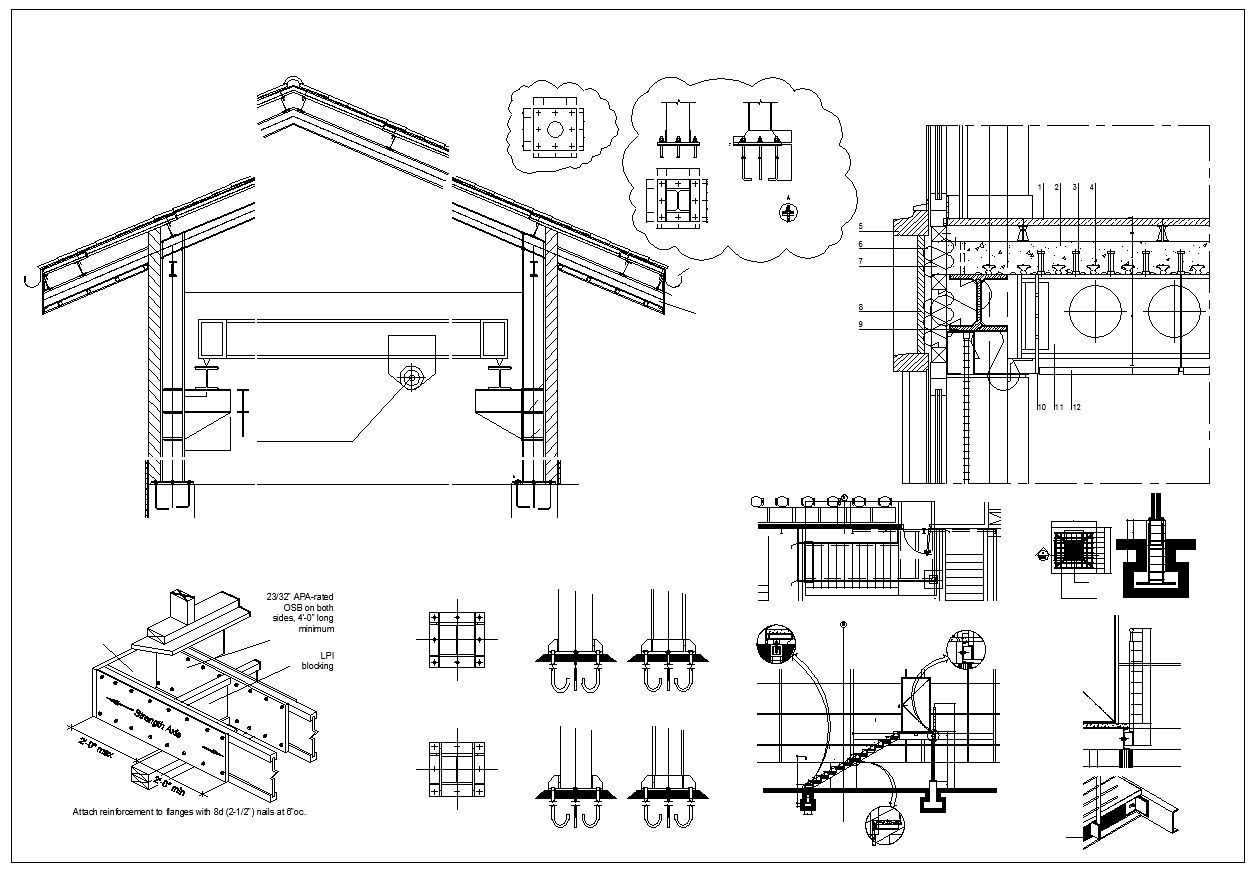 A
1 2 3 4
5
6
7
8
9
10 11 12
23/32" APA-rated
OSB on both
sides, 4'-0" long
minimum
LPI
blocking
Strength Axis
2'-0" max
2'-0" min
Attach reinforcement to flanges with 8d (2-1/2") nails at 6"oc.